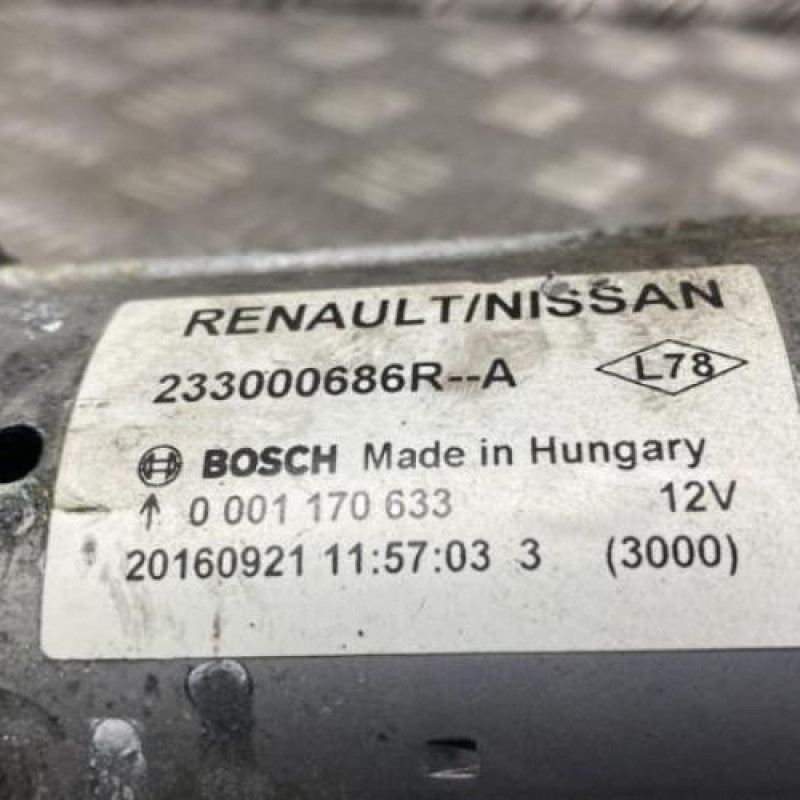 RENAULT/NISSAN
233000686R--A L78
BOSCH Made in Hungary
↑ 0 001 170 633 12V
20160921 11:57:03 3 (3000)